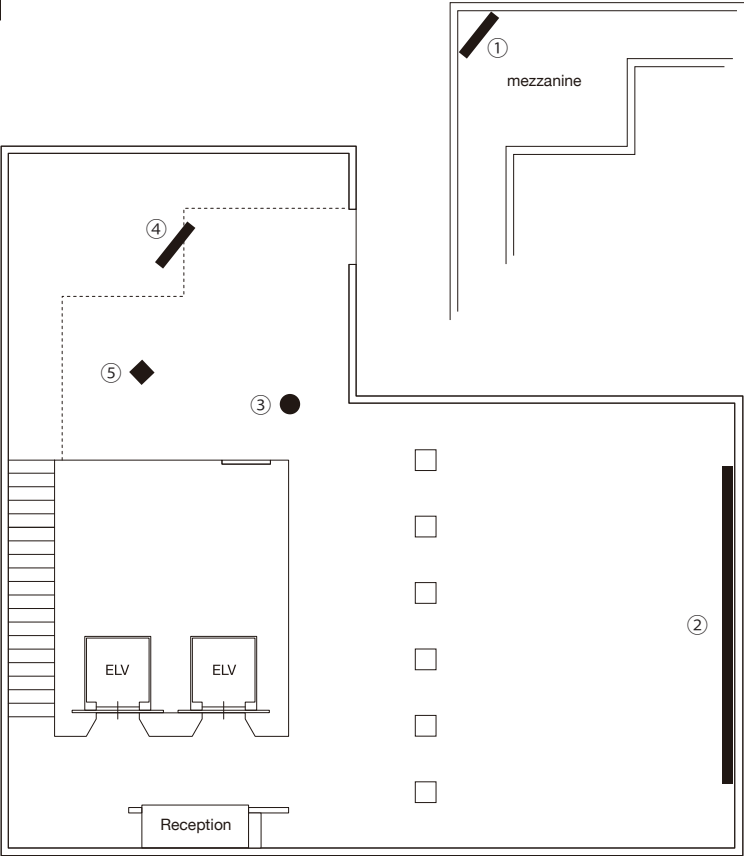 ①
mezzanine
④
⑤
③
②
ELV ELV
Reception